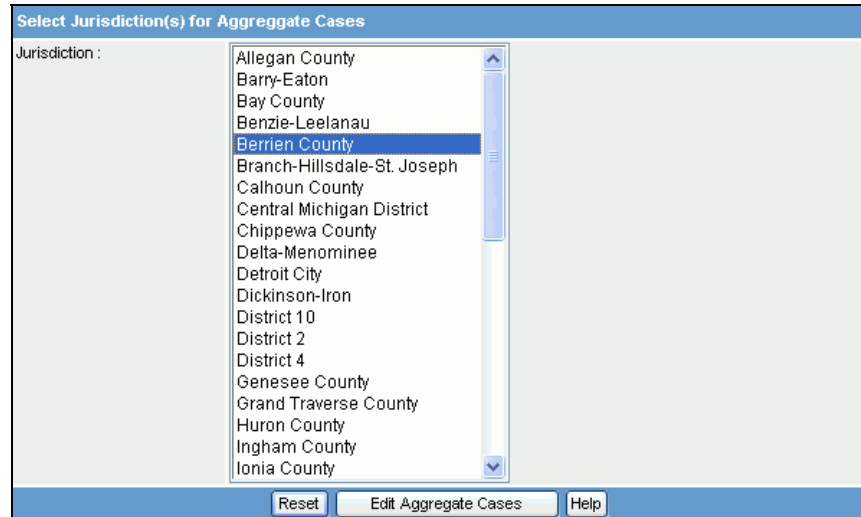 Select Jurisdiction(s) for Aggreggate Cases
Jurisdiction :
Allegan County
Barry-Eaton
Bay County
Benzie-Leelanau
Berrien County
Branch-Hillsdale-St. Joseph
Calhoun County
Central Michigan District
Chippewa County
Delta-Menominee
Detroit City
Dickinson-Iron
District 10
District 2
District 4
Genesee County
Grand Traverse County
Huron County
Ingham County
Ionia County
Reset Edit Aggregate Cases Help